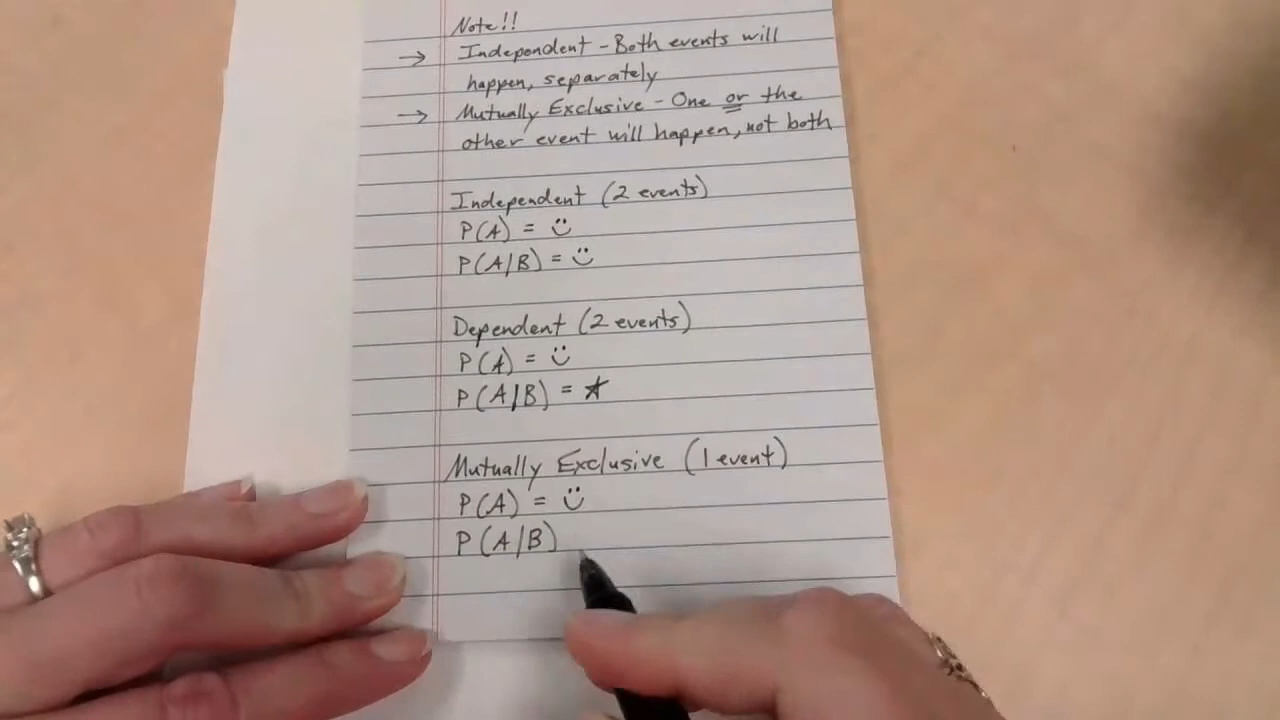 Note!!
→ Independent - Both events will
happen, separately
→ Mutually Exclusive - One or the
other event will happen, not both
Independent (2 events)
P(A) = ☺
P(A/B) = ☺
Dependent (2 events)
P(A) = ☺
P(A/B) = ★
Mutually Exclusive (1 event)
P(A) = ☺
P(A/B)